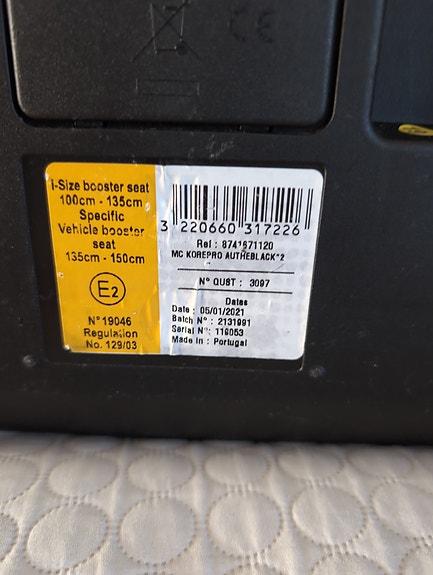 CE
i-Size booster seat
100cm - 135cm
Specific
Vehicle booster
seat
135cm - 150cm
E2
N° 19046
Regulation
No. 129/03
3 220660 317226
Ref : 8741671120
MC KOREPRO AUTHEBLACK*2
N° QUST : 3097
Dates
Date : 05/01/2021
Batch N° : 2131991
Serial N° : 116053
Made in : Portugal